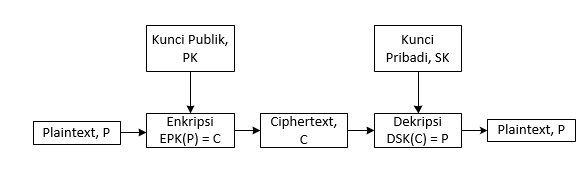 Kunci Publik,
PK
Kunci
Pribadi, SK
Plaintext, P
Enkripsi
EPK(P) = C
Ciphertext,
C
Dekripsi
DSK(C) = P
Plaintext, P